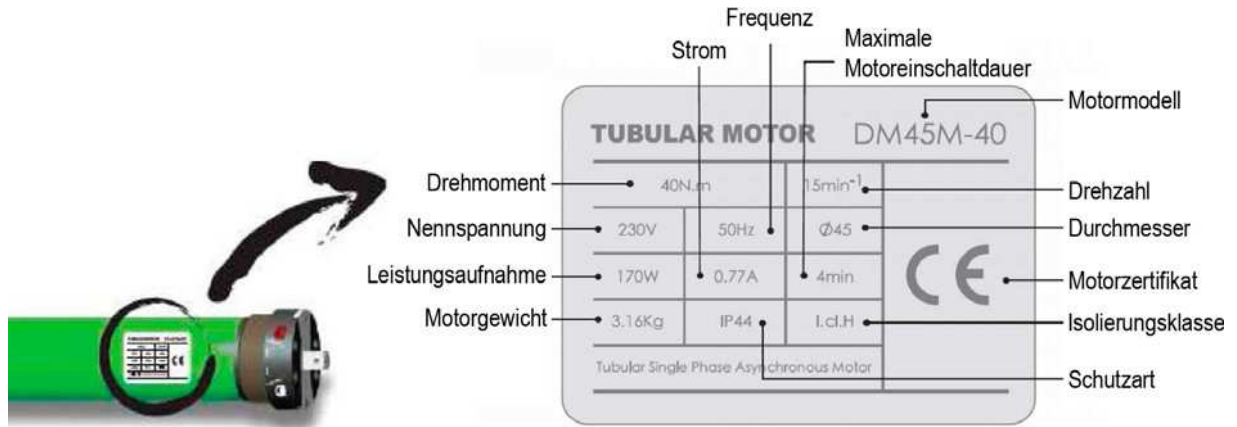 Frequenz
Strom
Maximale
Motoreinschaltdauer
Motormodell
TUBULAR MOTOR DM45M-40
Drehmoment 40N.m 15min-1 Drehzahl
Nennspannung 230V 50Hz Ø45 Durchmesser
Leistungsaufnahme 170W 0.77A 4min CE Motorzertifikat
Motorgewicht 3.16Kg IP44 I.cl.H Isolierungsklasse
Tubular Single Phase Asynchronous Motor
Schutzart